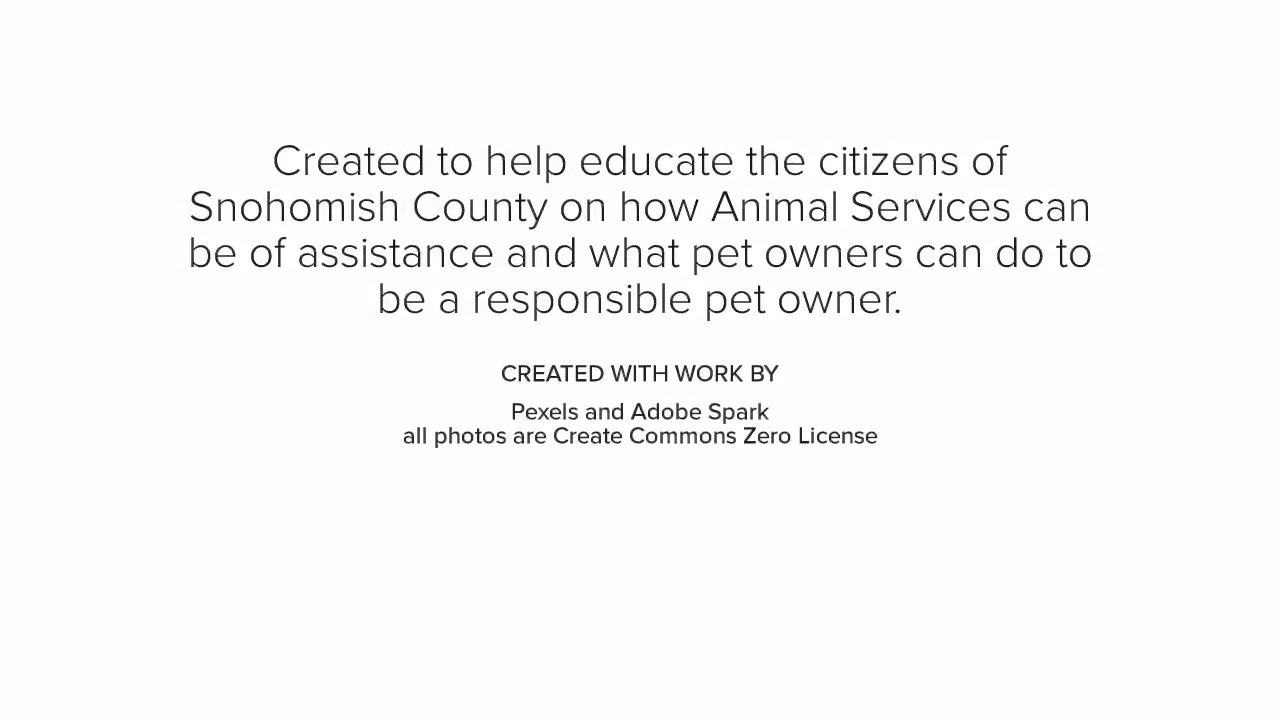 Created to help educate the citizens of
Snohomish County on how Animal Services can
be of assistance and what pet owners can do to
be a responsible pet owner.
CREATED WITH WORK BY
Pexels and Adobe Spark
all photos are Create Commons Zero License